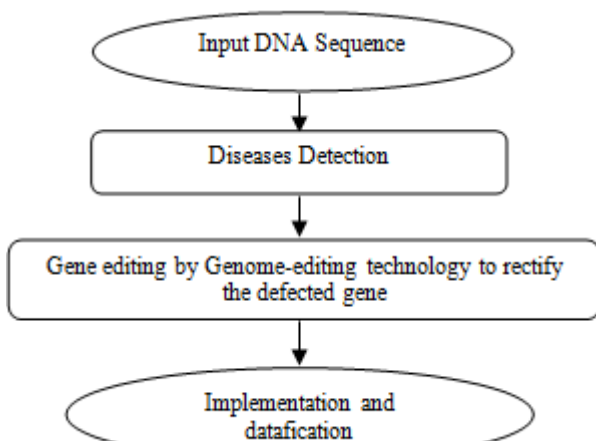 Input DNA Sequence
Diseases Detection
Gene editing by Genome-editing technology to rectify
the defected gene
Implementation and
datafication